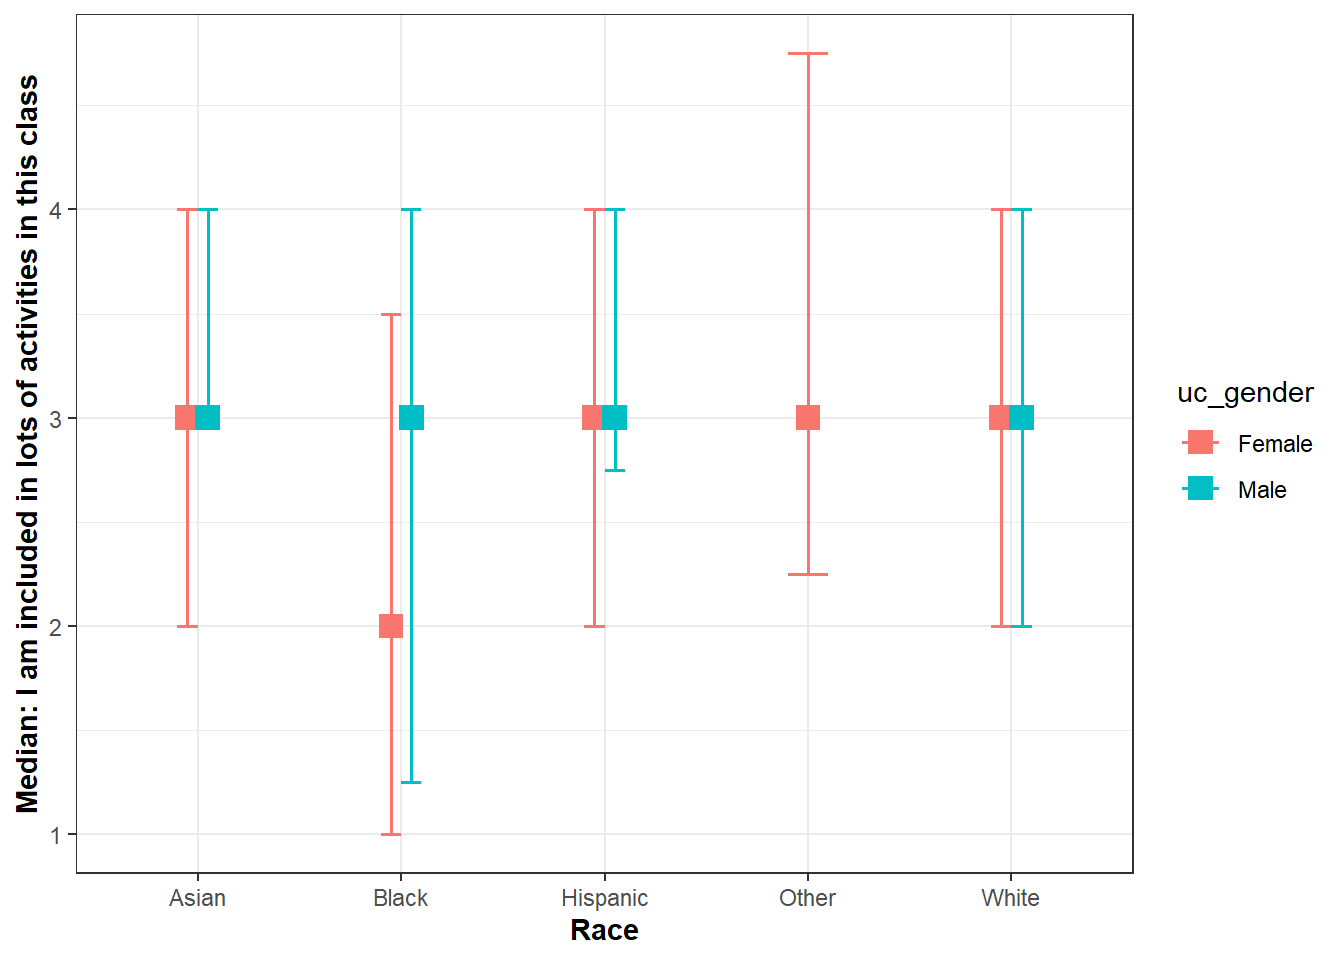 Median: I am included in lots of activities in this class
4
3
2
1
Asian
Black
Hispanic
Other
White
Race
uc_gender
Female
Male